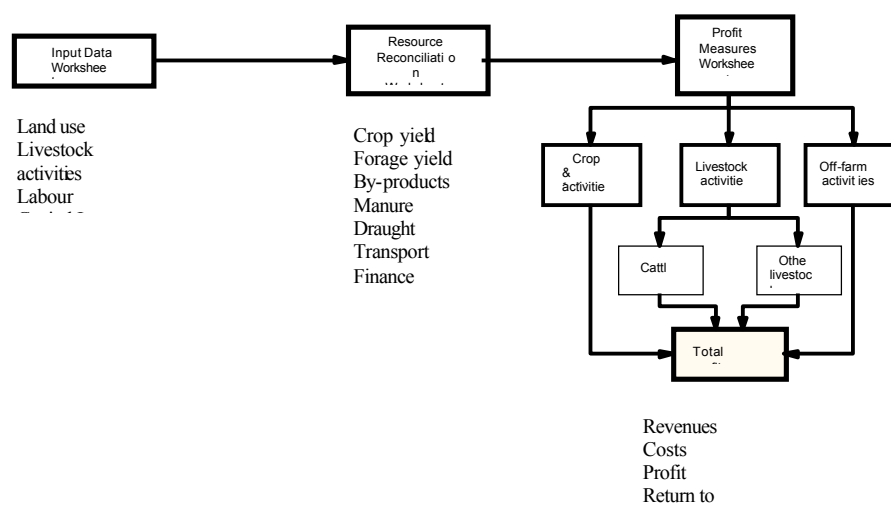 Input Data
Workshee
Resource
Reconciliati o
n
Profit
Measures
Workshee
Land use
Livestock
activities
Labour
Crop yield
Forage yield
By-products
Manure
Draught
Transport
Finance
Crop
&
activitie
Livestock
activitie
Off-farm
activit ies
Cattl
Othe
livestoc
Total
Revenues
Costs
Profit
Return to